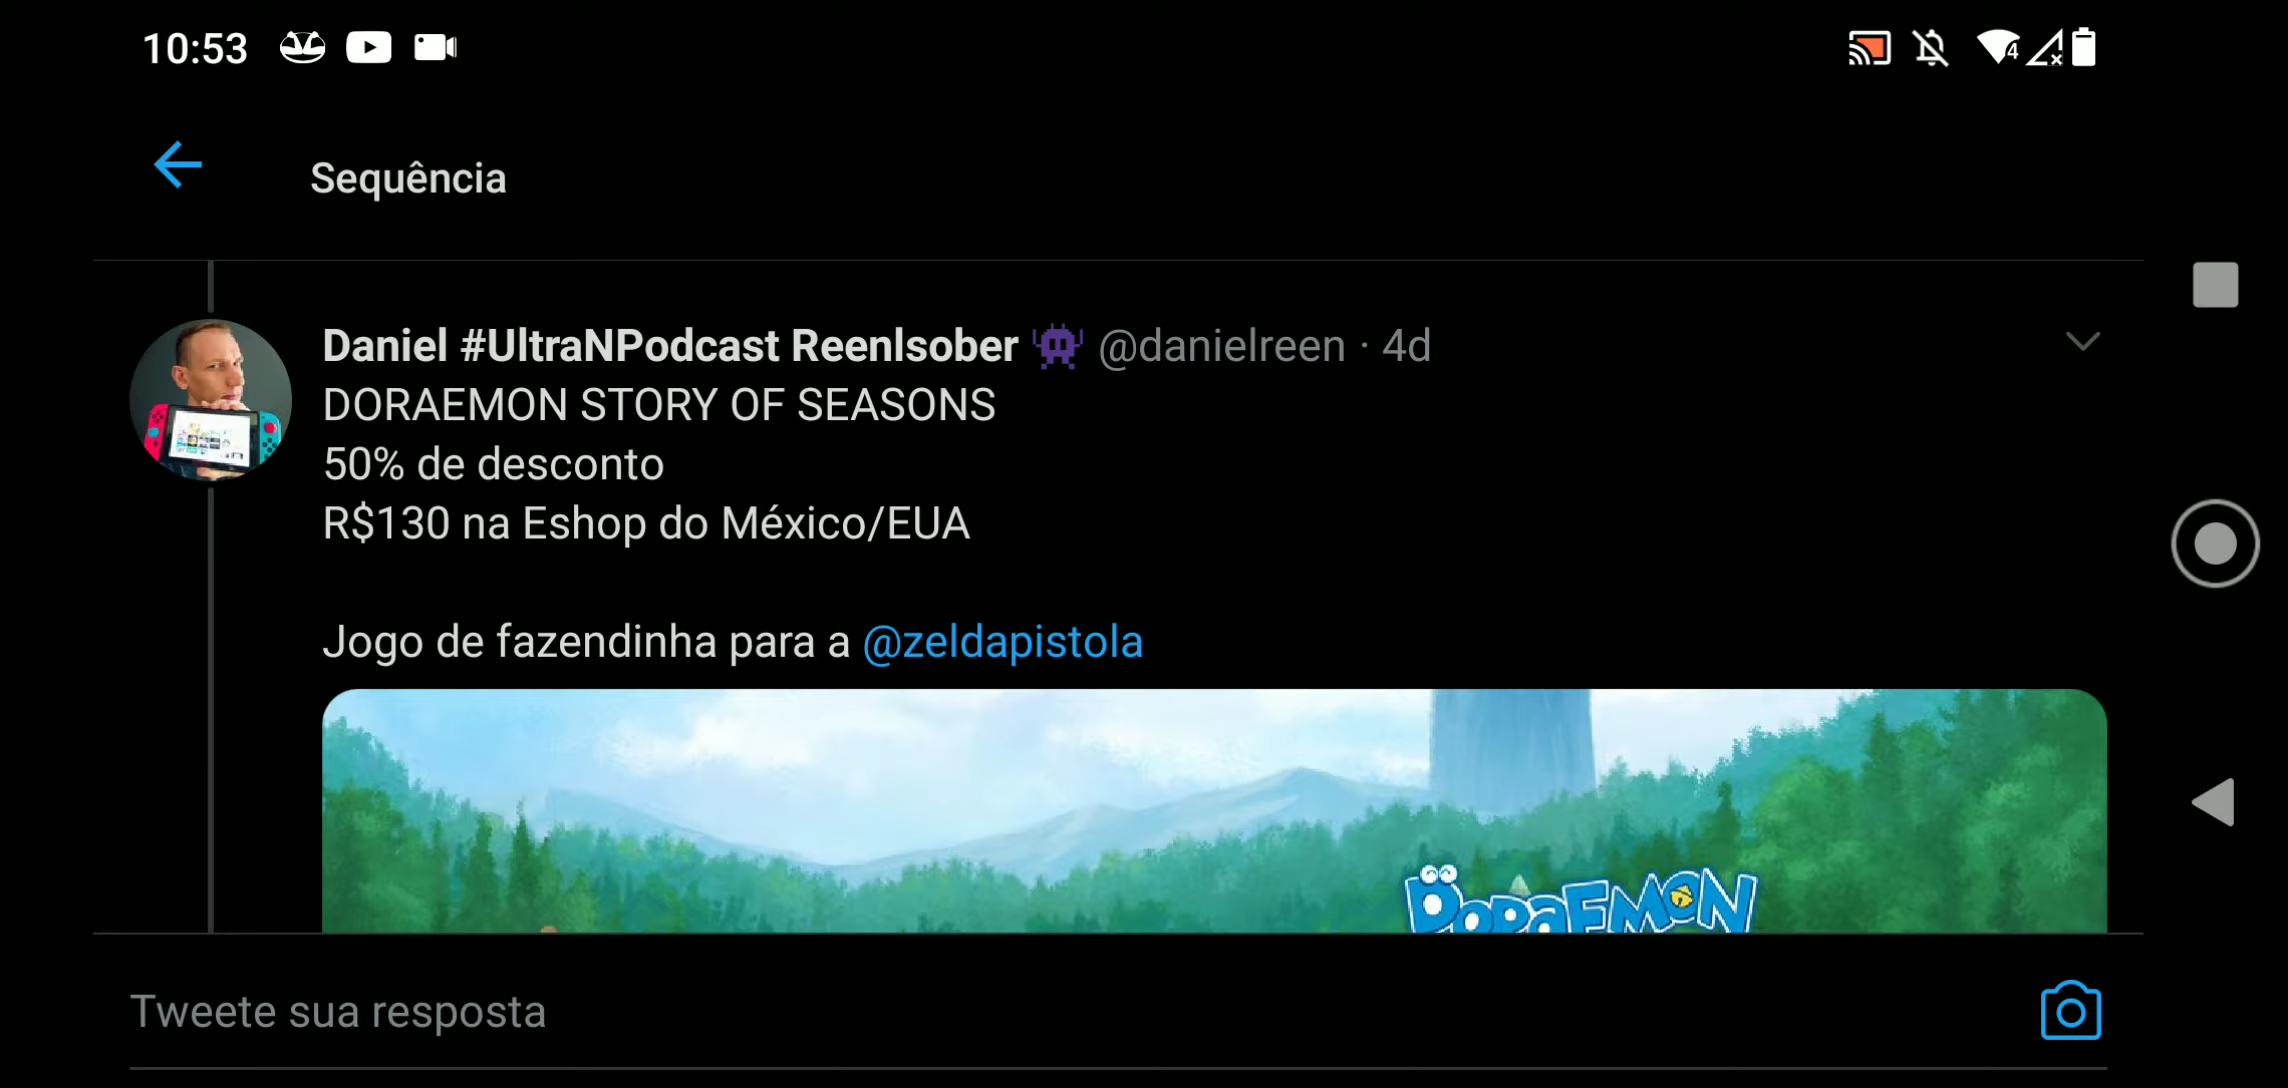 10:53
4
Sequência
Daniel #UltraNPodcast Reenlsober @danielreen · 4d
DORAEMON STORY OF SEASONS
50% de desconto
R$130 na Eshop do México/EUA
Jogo de fazendinha para a @zeldapistola
DORAEMON
Tweete sua resposta